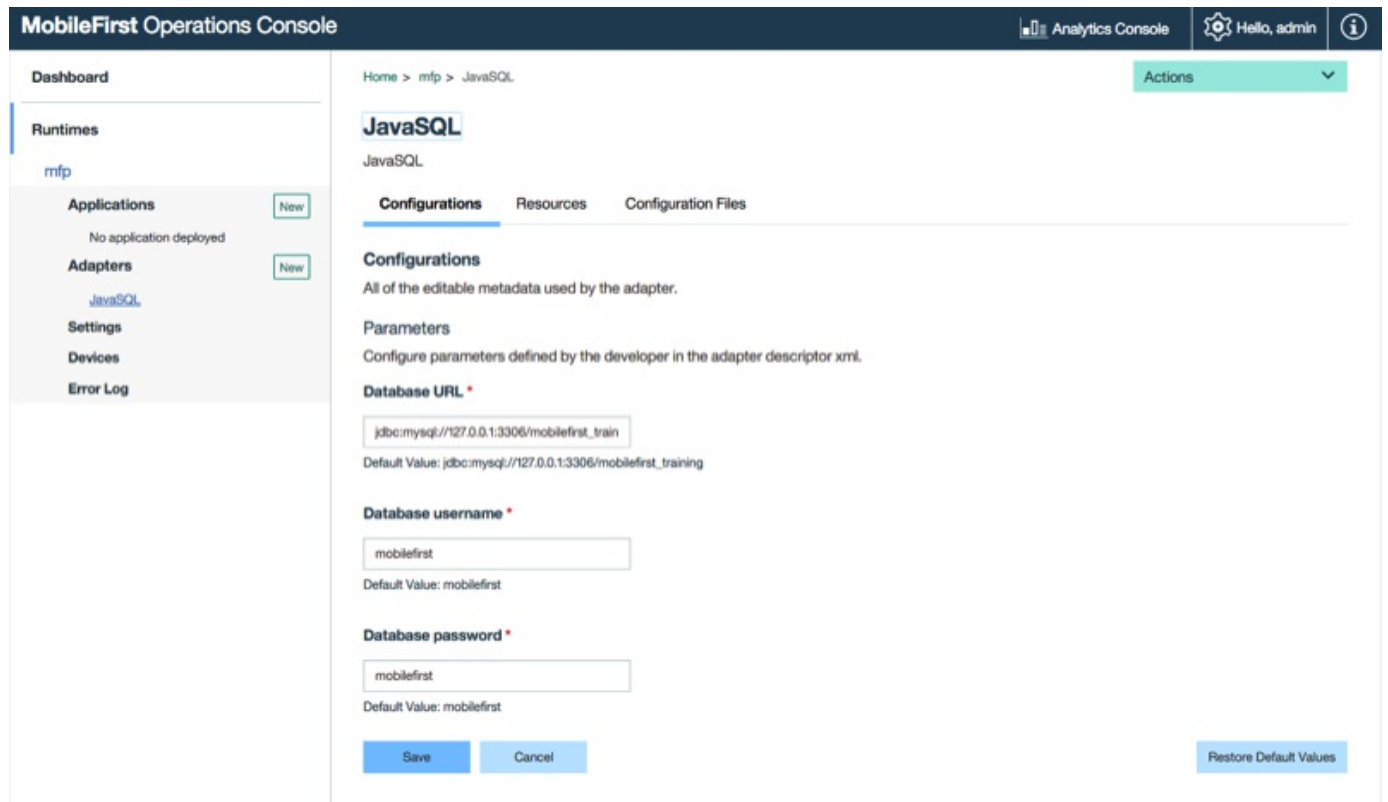 MobileFirst Operations Console
Analytics Console
Hello, admin
Dashboard
Runtimes
mfp
Applications
New
No application deployed
Adapters
New
JavaSQL
Settings
Devices
Error Log
Home > mfp > JavaSQL
Actions
JavaSQL
JavaSQL
Configurations Resources Configuration Files
Configurations
All of the editable metadata used by the adapter.
Parameters
Configure parameters defined by the developer in the adapter descriptor xml.
Database URL *
jdbc:mysql://127.0.0.1:3306/mobilefirst_train
Default Value: jdbc:mysql://127.0.0.1:3306/mobilefirst_training
Database username *
mobilefirst
Default Value: mobilefirst
Database password *
mobilefirst
Default Value: mobilefirst
Save Cancel Restore Default Values